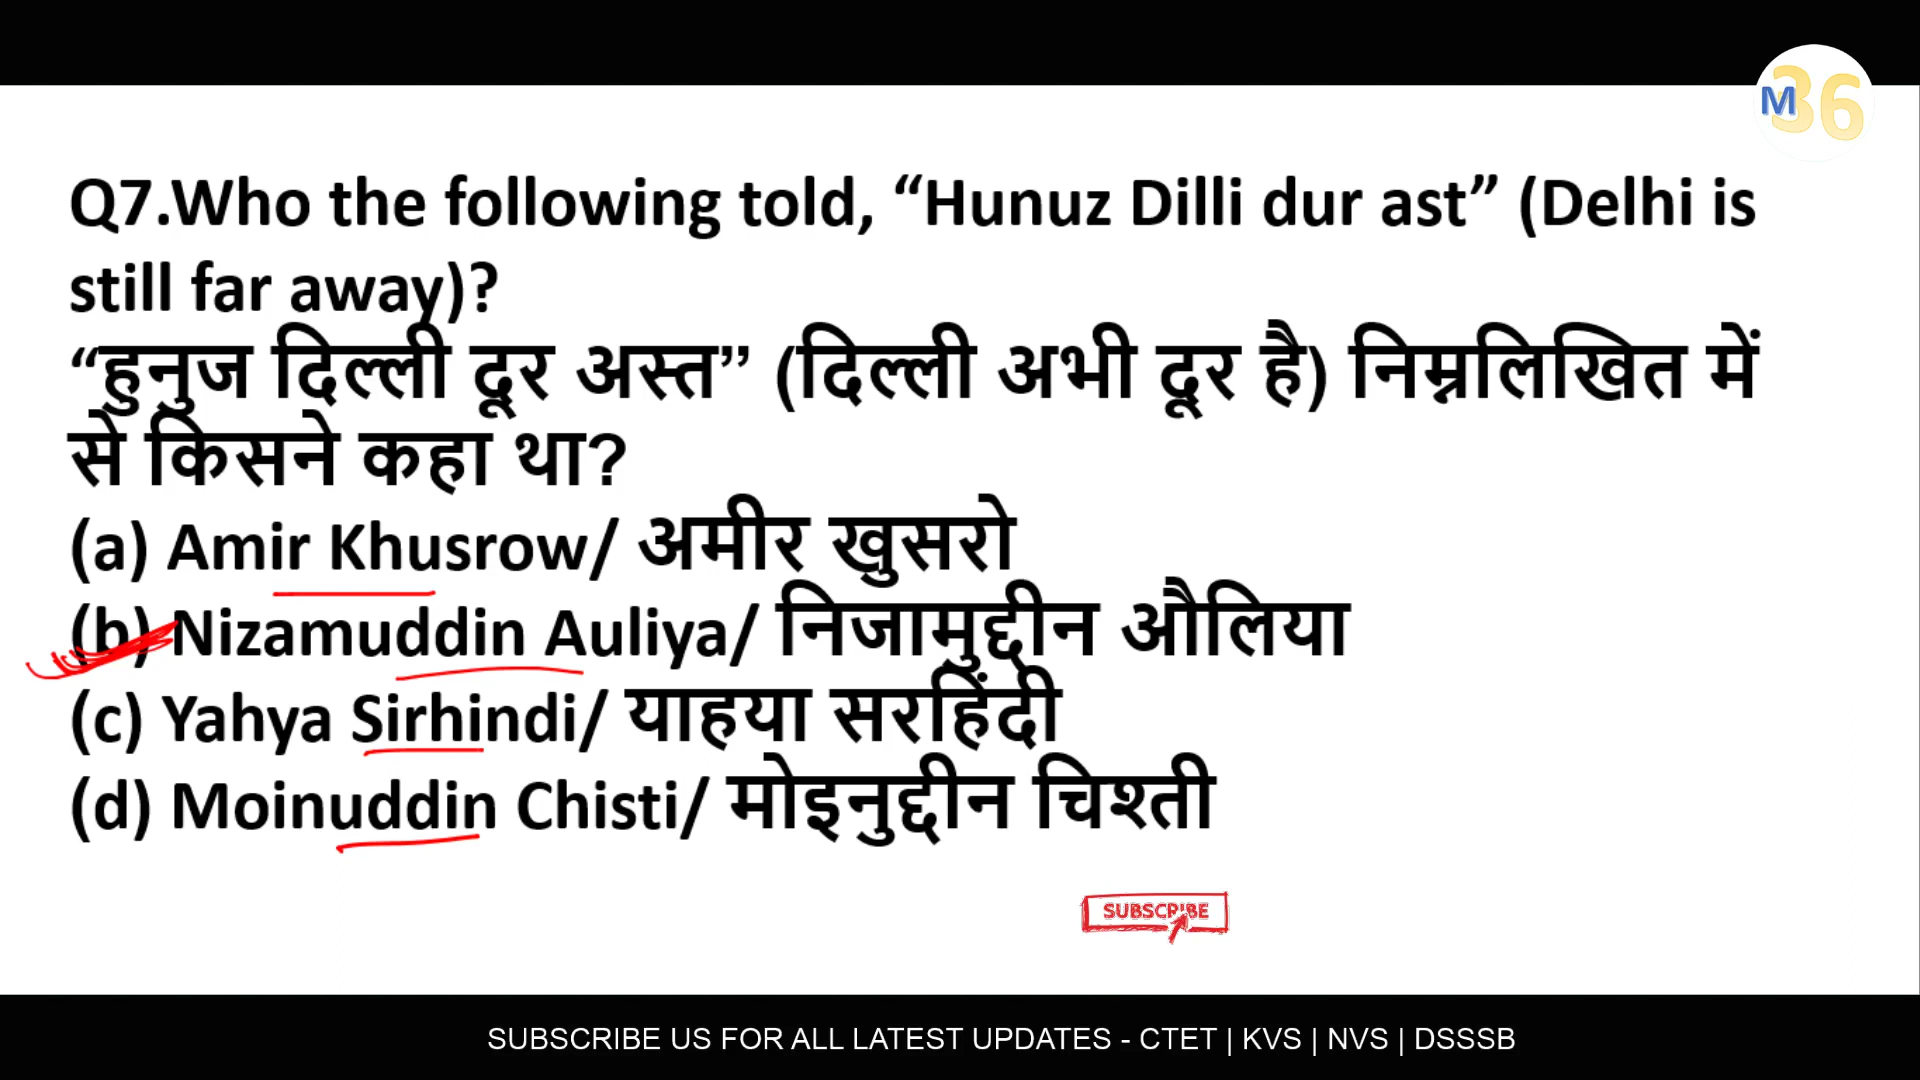 M36
Q7.Who the following told, “Hunuz Dilli dur ast” (Delhi is
still far away)?
“हुनुज दिल्ली दूर अस्त” (दिल्ली अभी दूर है) निम्नलिखित में
से किसने कहा था?
(a) Amir Khusrow/ अमीर खुसरो
(b) Nizamuddin Auliya/ निजामुद्दीन औलिया
(c) Yahya Sirhindi/ याहया सरहिंदी
(d) Moinuddin Chisti/ मोइनुद्दीन चिश्ती
SUBSCRIBE
SUBSCRIBE US FOR ALL LATEST UPDATES - CTET | KVS | NVS | DSSSB